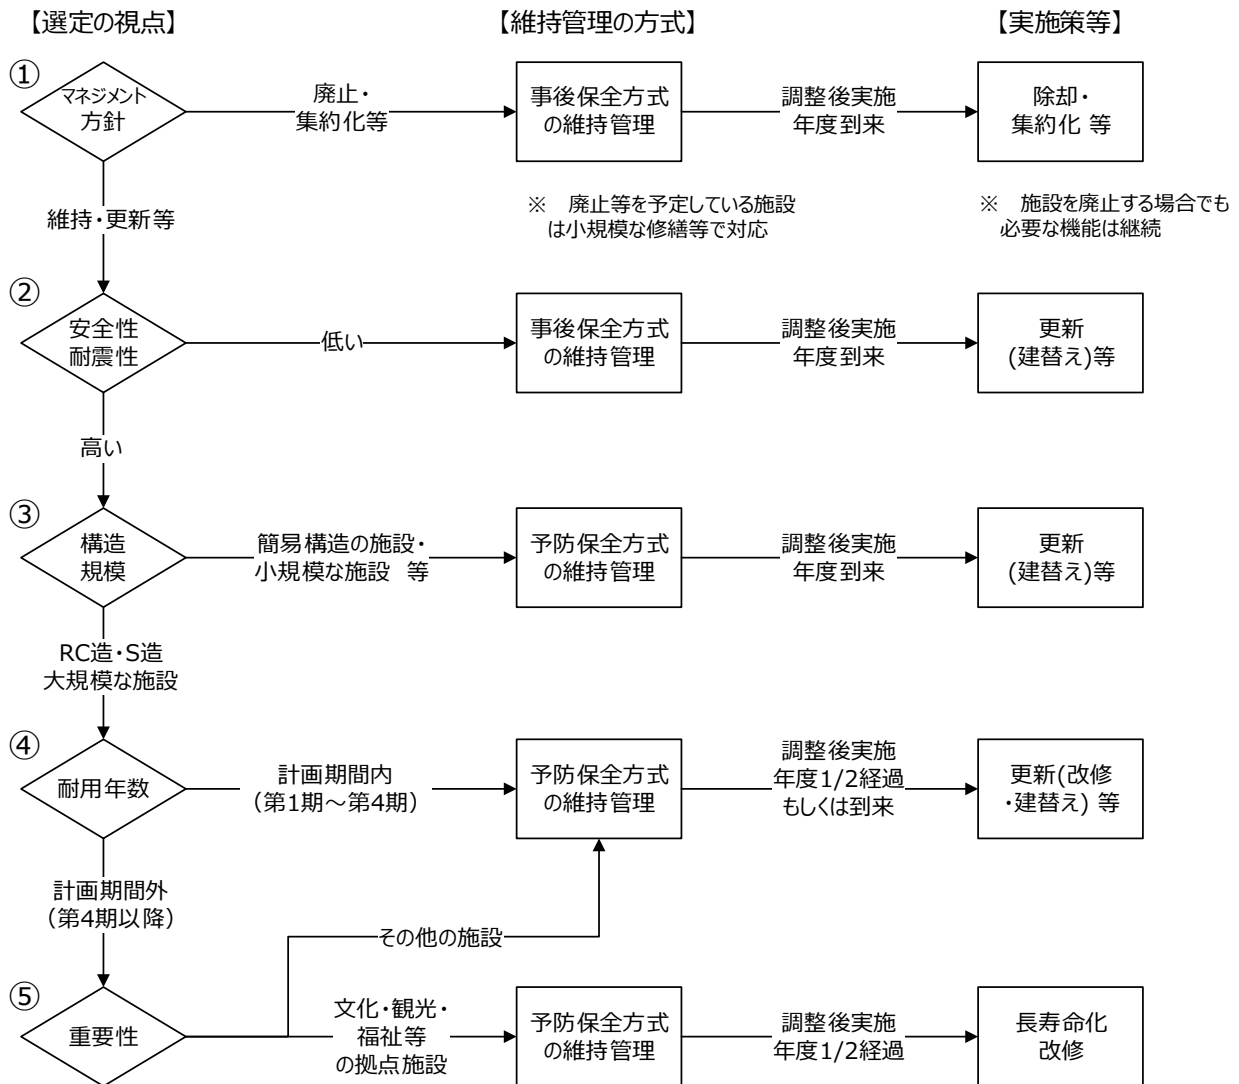 【選定の視点】
【維持管理の方式】
【実施策等】
①
マネジメント
方針
廃止・
集約化等
事後保全方式
の維持管理
調整後実施
年度到来
除却・
集約化 等
維持・更新等
※　廃止等を予定している施設
は小規模な修繕等で対応
※　施設を廃止する場合でも
必要な機能は継続
②
安全性
耐震性
低い
事後保全方式
の維持管理
調整後実施
年度到来
更新
(建替え)等
高い
③
構造
規模
簡易構造の施設・
小規模な施設 等
予防保全方式
の維持管理
調整後実施
年度到来
更新
(建替え)等
RC造・S造
大規模な施設
④
耐用年数
計画期間内
（第1期～第4期）
予防保全方式
の維持管理
調整後実施
年度1/2経過
もしくは到来
更新(改修
・建替え) 等
計画期間外
（第4期以降）
その他の施設
⑤
重要性
文化・観光・
福祉等
の拠点施設
予防保全方式
の維持管理
調整後実施
年度1/2経過
長寿命化
改修